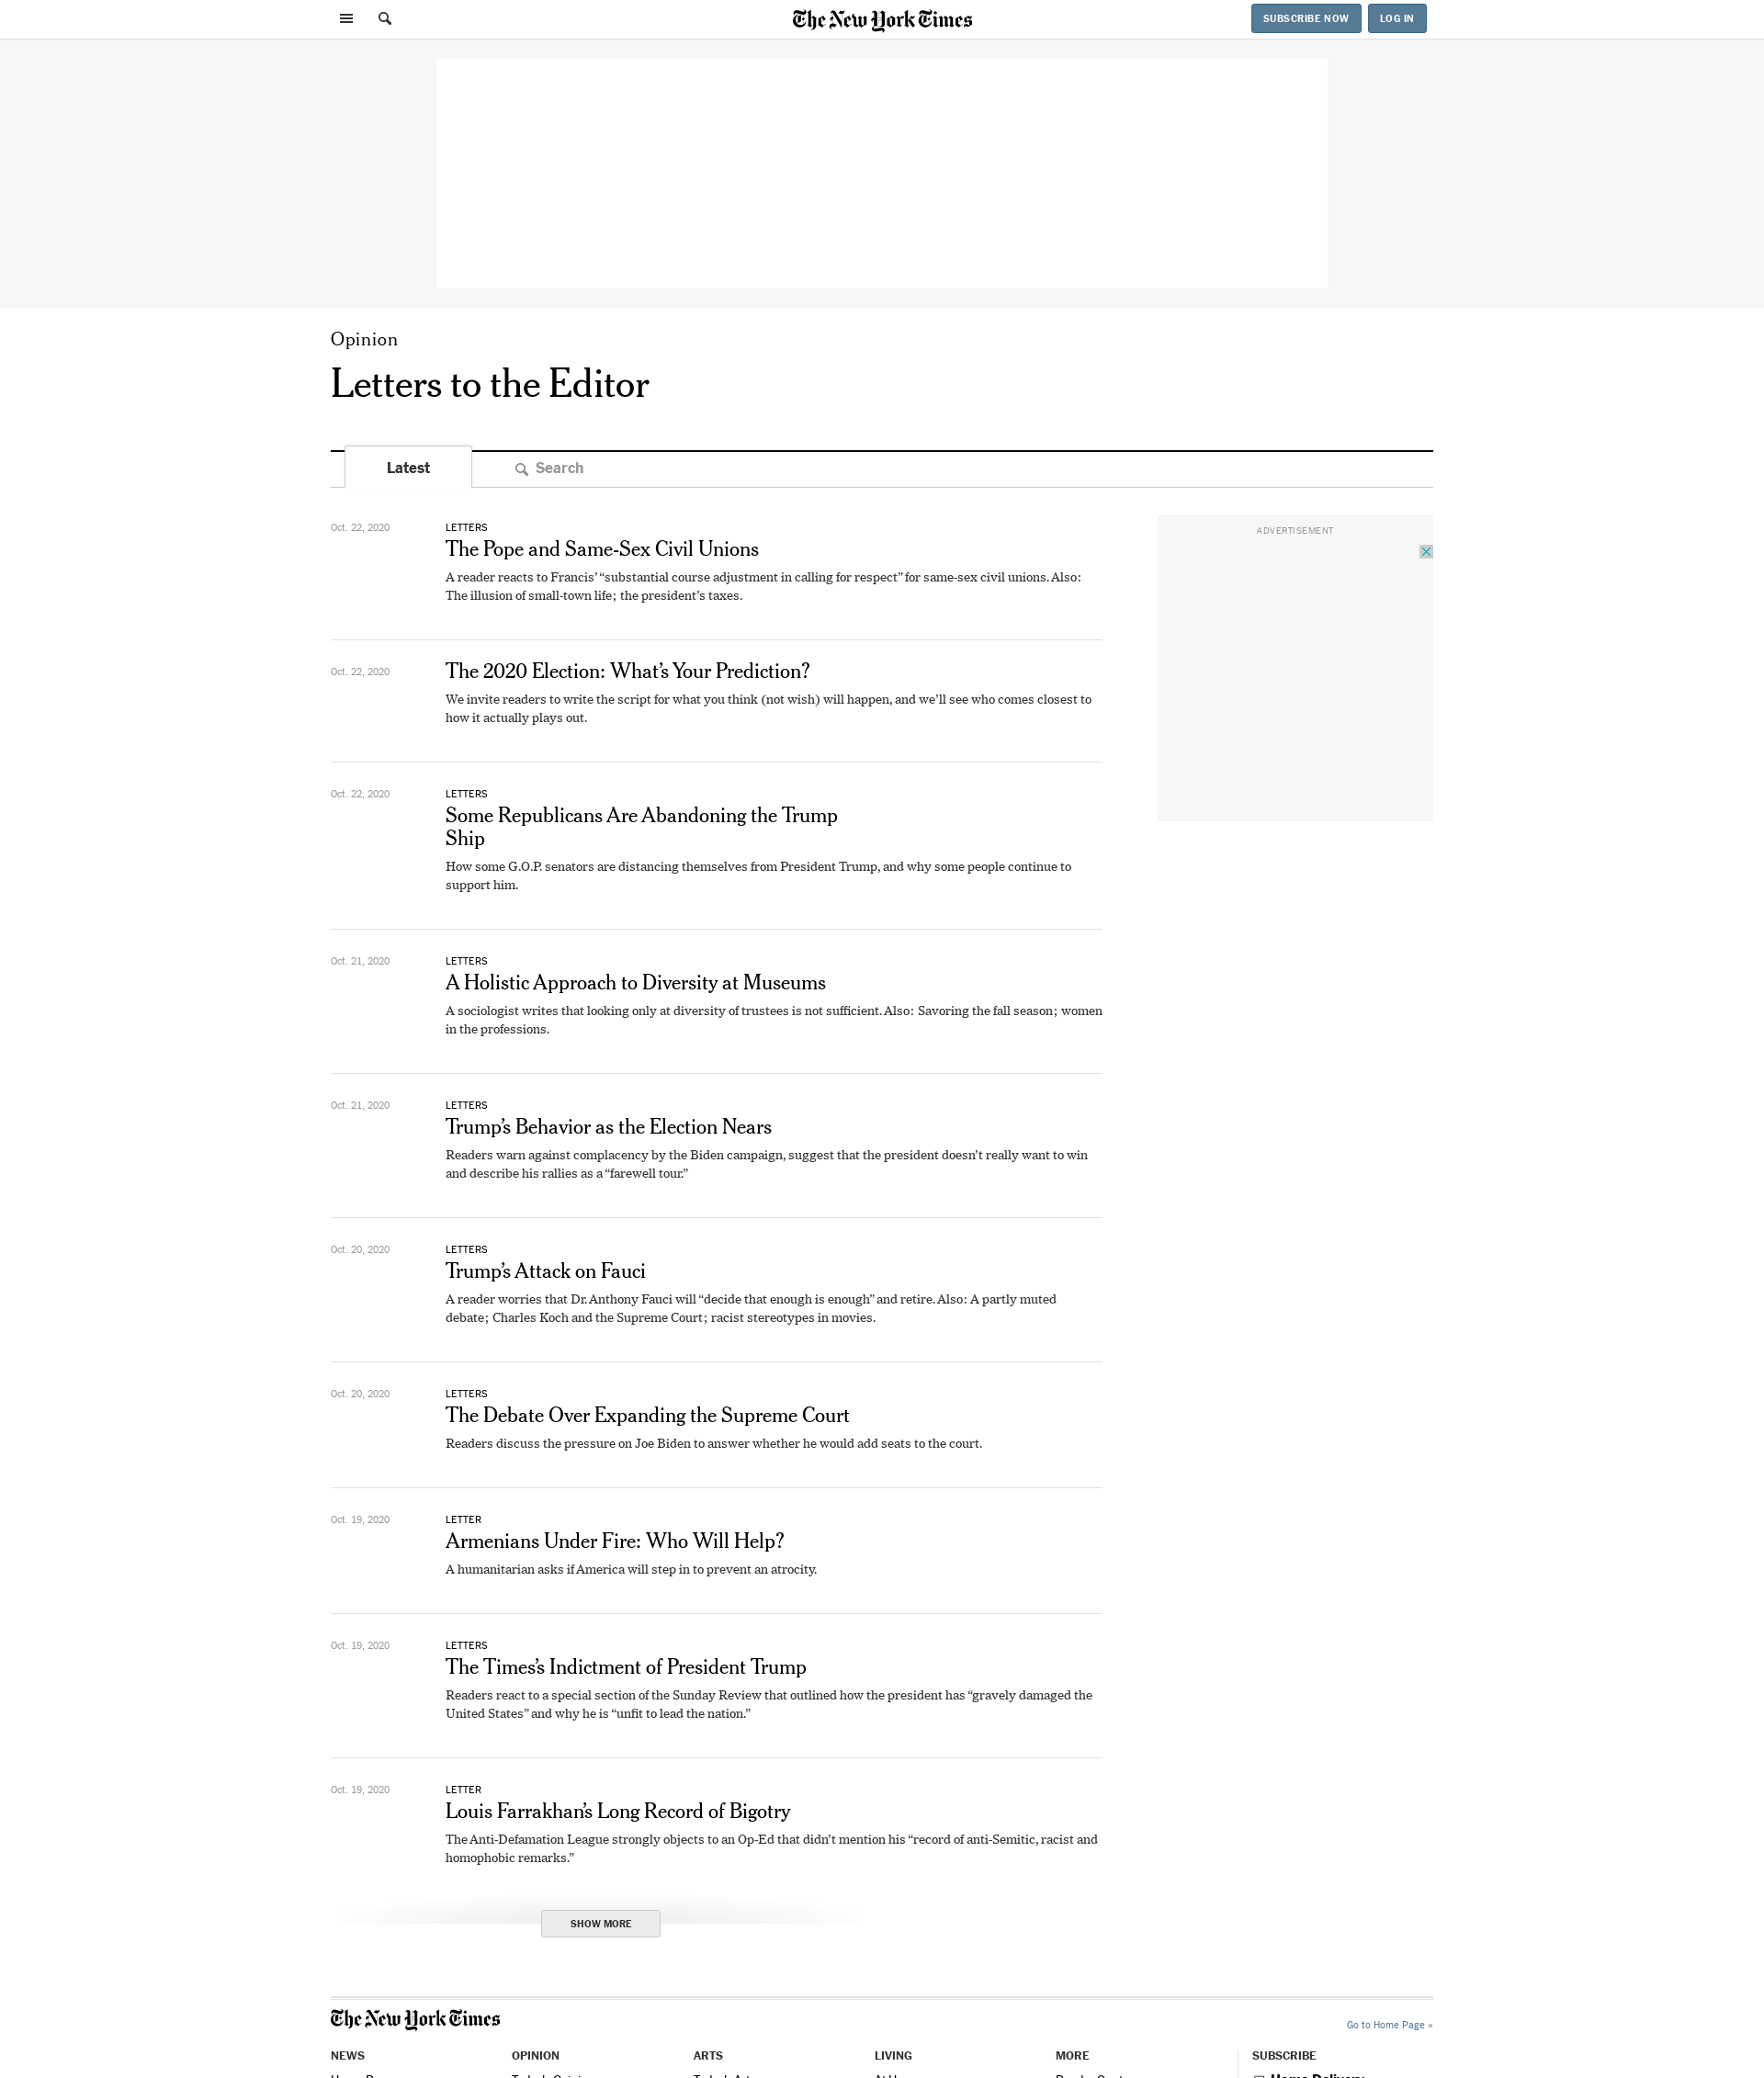 The New York Times
SUBSCRIBE NOW
LOG IN
Opinion
Letters to the Editor
Latest
Search
Oct. 22, 2020
LETTERS
The Pope and Same-Sex Civil Unions
A reader reacts to Francis’ “substantial course adjustment in calling for respect” for same-sex civil unions. Also:
The illusion of small-town life; the president’s taxes.
ADVERTISEMENT
Oct. 22, 2020
The 2020 Election: What’s Your Prediction?
We invite readers to write the script for what you think (not wish) will happen, and we’ll see who comes closest to
how it actually plays out.
Oct. 22, 2020
LETTERS
Some Republicans Are Abandoning the Trump
Ship
How some G.O.P. senators are distancing themselves from President Trump, and why some people continue to
support him.
Oct. 21, 2020
LETTERS
A Holistic Approach to Diversity at Museums
A sociologist writes that looking only at diversity of trustees is not sufficient. Also: Savoring the fall season; women
in the professions.
Oct. 21, 2020
LETTERS
Trump’s Behavior as the Election Nears
Readers warn against complacency by the Biden campaign, suggest that the president doesn’t really want to win
and describe his rallies as a “farewell tour.”
Oct. 20, 2020
LETTERS
Trump’s Attack on Fauci
A reader worries that Dr. Anthony Fauci will “decide that enough is enough” and retire. Also: A partly muted
debate; Charles Koch and the Supreme Court; racist stereotypes in movies.
Oct. 20, 2020
LETTERS
The Debate Over Expanding the Supreme Court
Readers discuss the pressure on Joe Biden to answer whether he would add seats to the court.
Oct. 19, 2020
LETTER
Armenians Under Fire: Who Will Help?
A humanitarian asks if America will step in to prevent an atrocity.
Oct. 19, 2020
LETTERS
The Times’s Indictment of President Trump
Readers react to a special section of the Sunday Review that outlined how the president has “gravely damaged the
United States” and why he is “unfit to lead the nation.”
Oct. 19, 2020
LETTER
Louis Farrakhan’s Long Record of Bigotry
The Anti-Defamation League strongly objects to an Op-Ed that didn’t mention his “record of anti-Semitic, racist and
homophobic remarks.”
SHOW MORE
The New York Times
Go to Home Page »
NEWS
OPINION
ARTS
LIVING
MORE
SUBSCRIBE